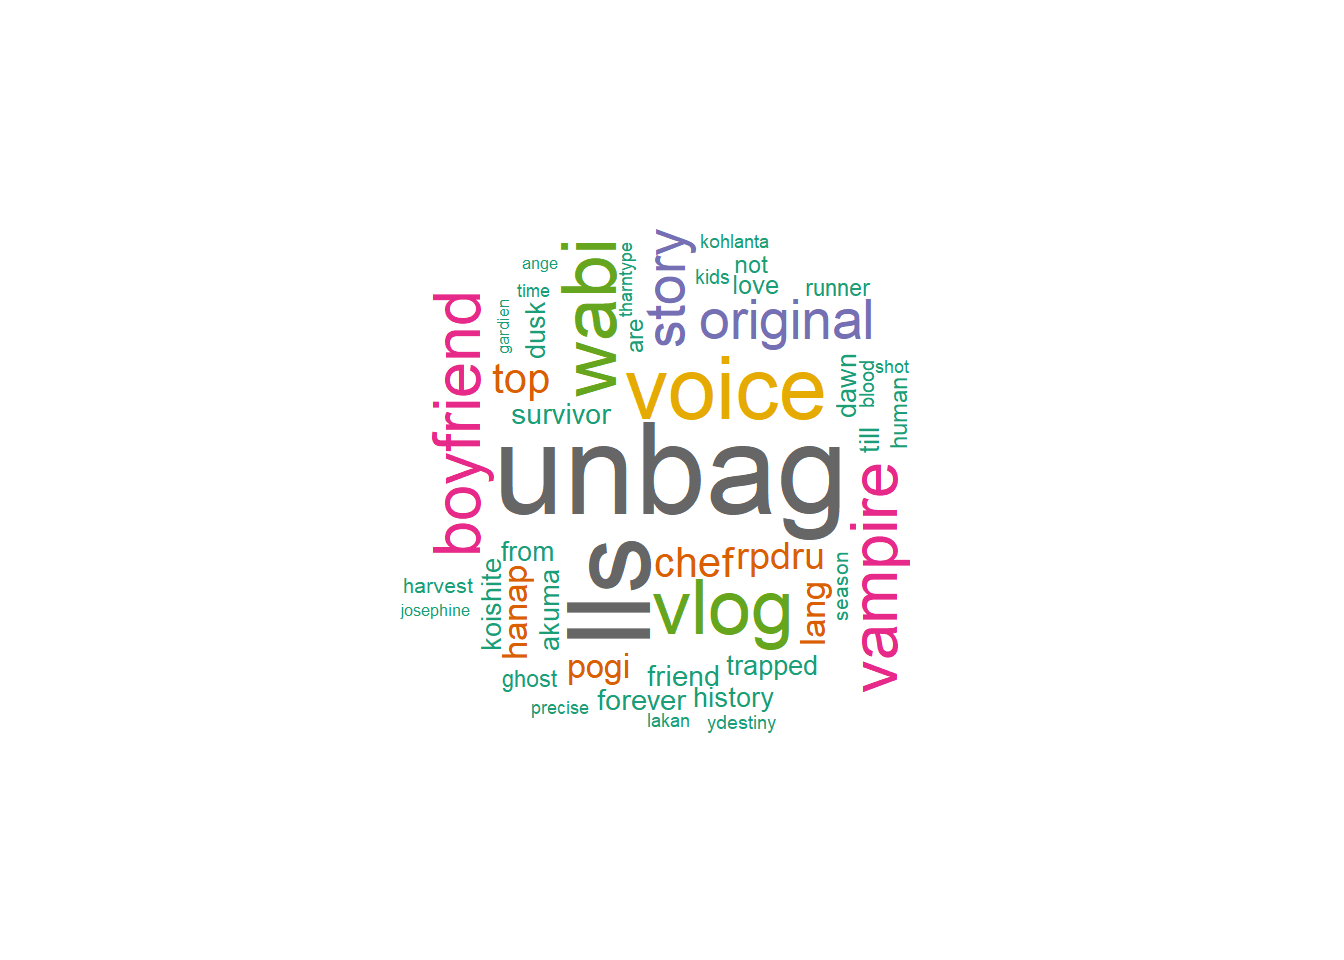 kohlanta
story
wabi
tharntype
ange
not
kids
love
time
runner
boyfriend
gardien
dusk
are
original
top
voice
dawn
blood
shot
human
survivor
till
unbag
vampire
from
lls
chef
rpdru
harvest
koishite
hanap
akuma
vlog
lang
season
josephine
ghost
pogi
friend
trapped
precise
forever
history
lakan
ydestiny